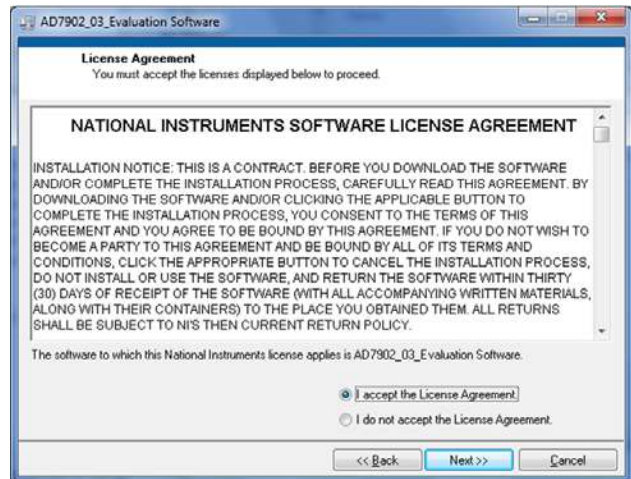 AD7902_03_Evaluation Software
License Agreement
You must accept the licenses displayed below to proceed.
NATIONAL INSTRUMENTS SOFTWARE LICENSE AGREEMENT
INSTALLATION NOTICE: THIS IS A CONTRACT. BEFORE YOU DOWNLOAD THE SOFTWARE
AND/OR COMPLETE THE INSTALLATION PROCESS, CAREFULLY READ THIS AGREEMENT. BY
DOWNLOADING THE SOFTWARE AND/OR CLICKING THE APPLICABLE BUTTON TO
COMPLETE THE INSTALLATION PROCESS, YOU CONSENT TO THE TERMS OF THIS
AGREEMENT AND YOU AGREE TO BE BOUND BY THIS AGREEMENT. IF YOU DO NOT WISH TO
BECOME A PARTY TO THIS AGREEMENT AND BE BOUND BY ALL OF ITS TERMS AND
CONDITIONS, CLICK THE APPROPRIATE BUTTON TO CANCEL THE INSTALLATION PROCESS,
DO NOT INSTALL OR USE THE SOFTWARE, AND RETURN THE SOFTWARE WITHIN THIRTY
(30) DAYS OF RECEIPT OF THE SOFTWARE (WITH ALL ACCOMPANYING WRITTEN MATERIALS,
ALONG WITH THEIR CONTAINERS) TO THE PLACE YOU OBTAINED THEM. ALL RETURNS
SHALL BE SUBJECT TO NI'S THEN CURRENT RETURN POLICY.
The software to which this National Instruments license applies is AD7902_03_Evaluation Software.
I accept the License Agreement.
I do not accept the License Agreement.
<< Back Next >> Cancel